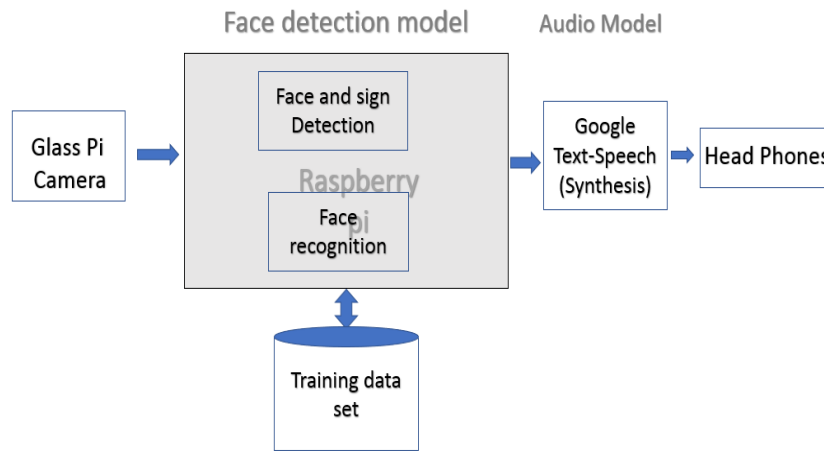 Face detection model
Audio Model
Face and sign
Detection
Glass Pi
Camera
Raspberry
pi
Face
recognition
Google
Text-Speech
(Synthesis)
Head Phones
Training data
set